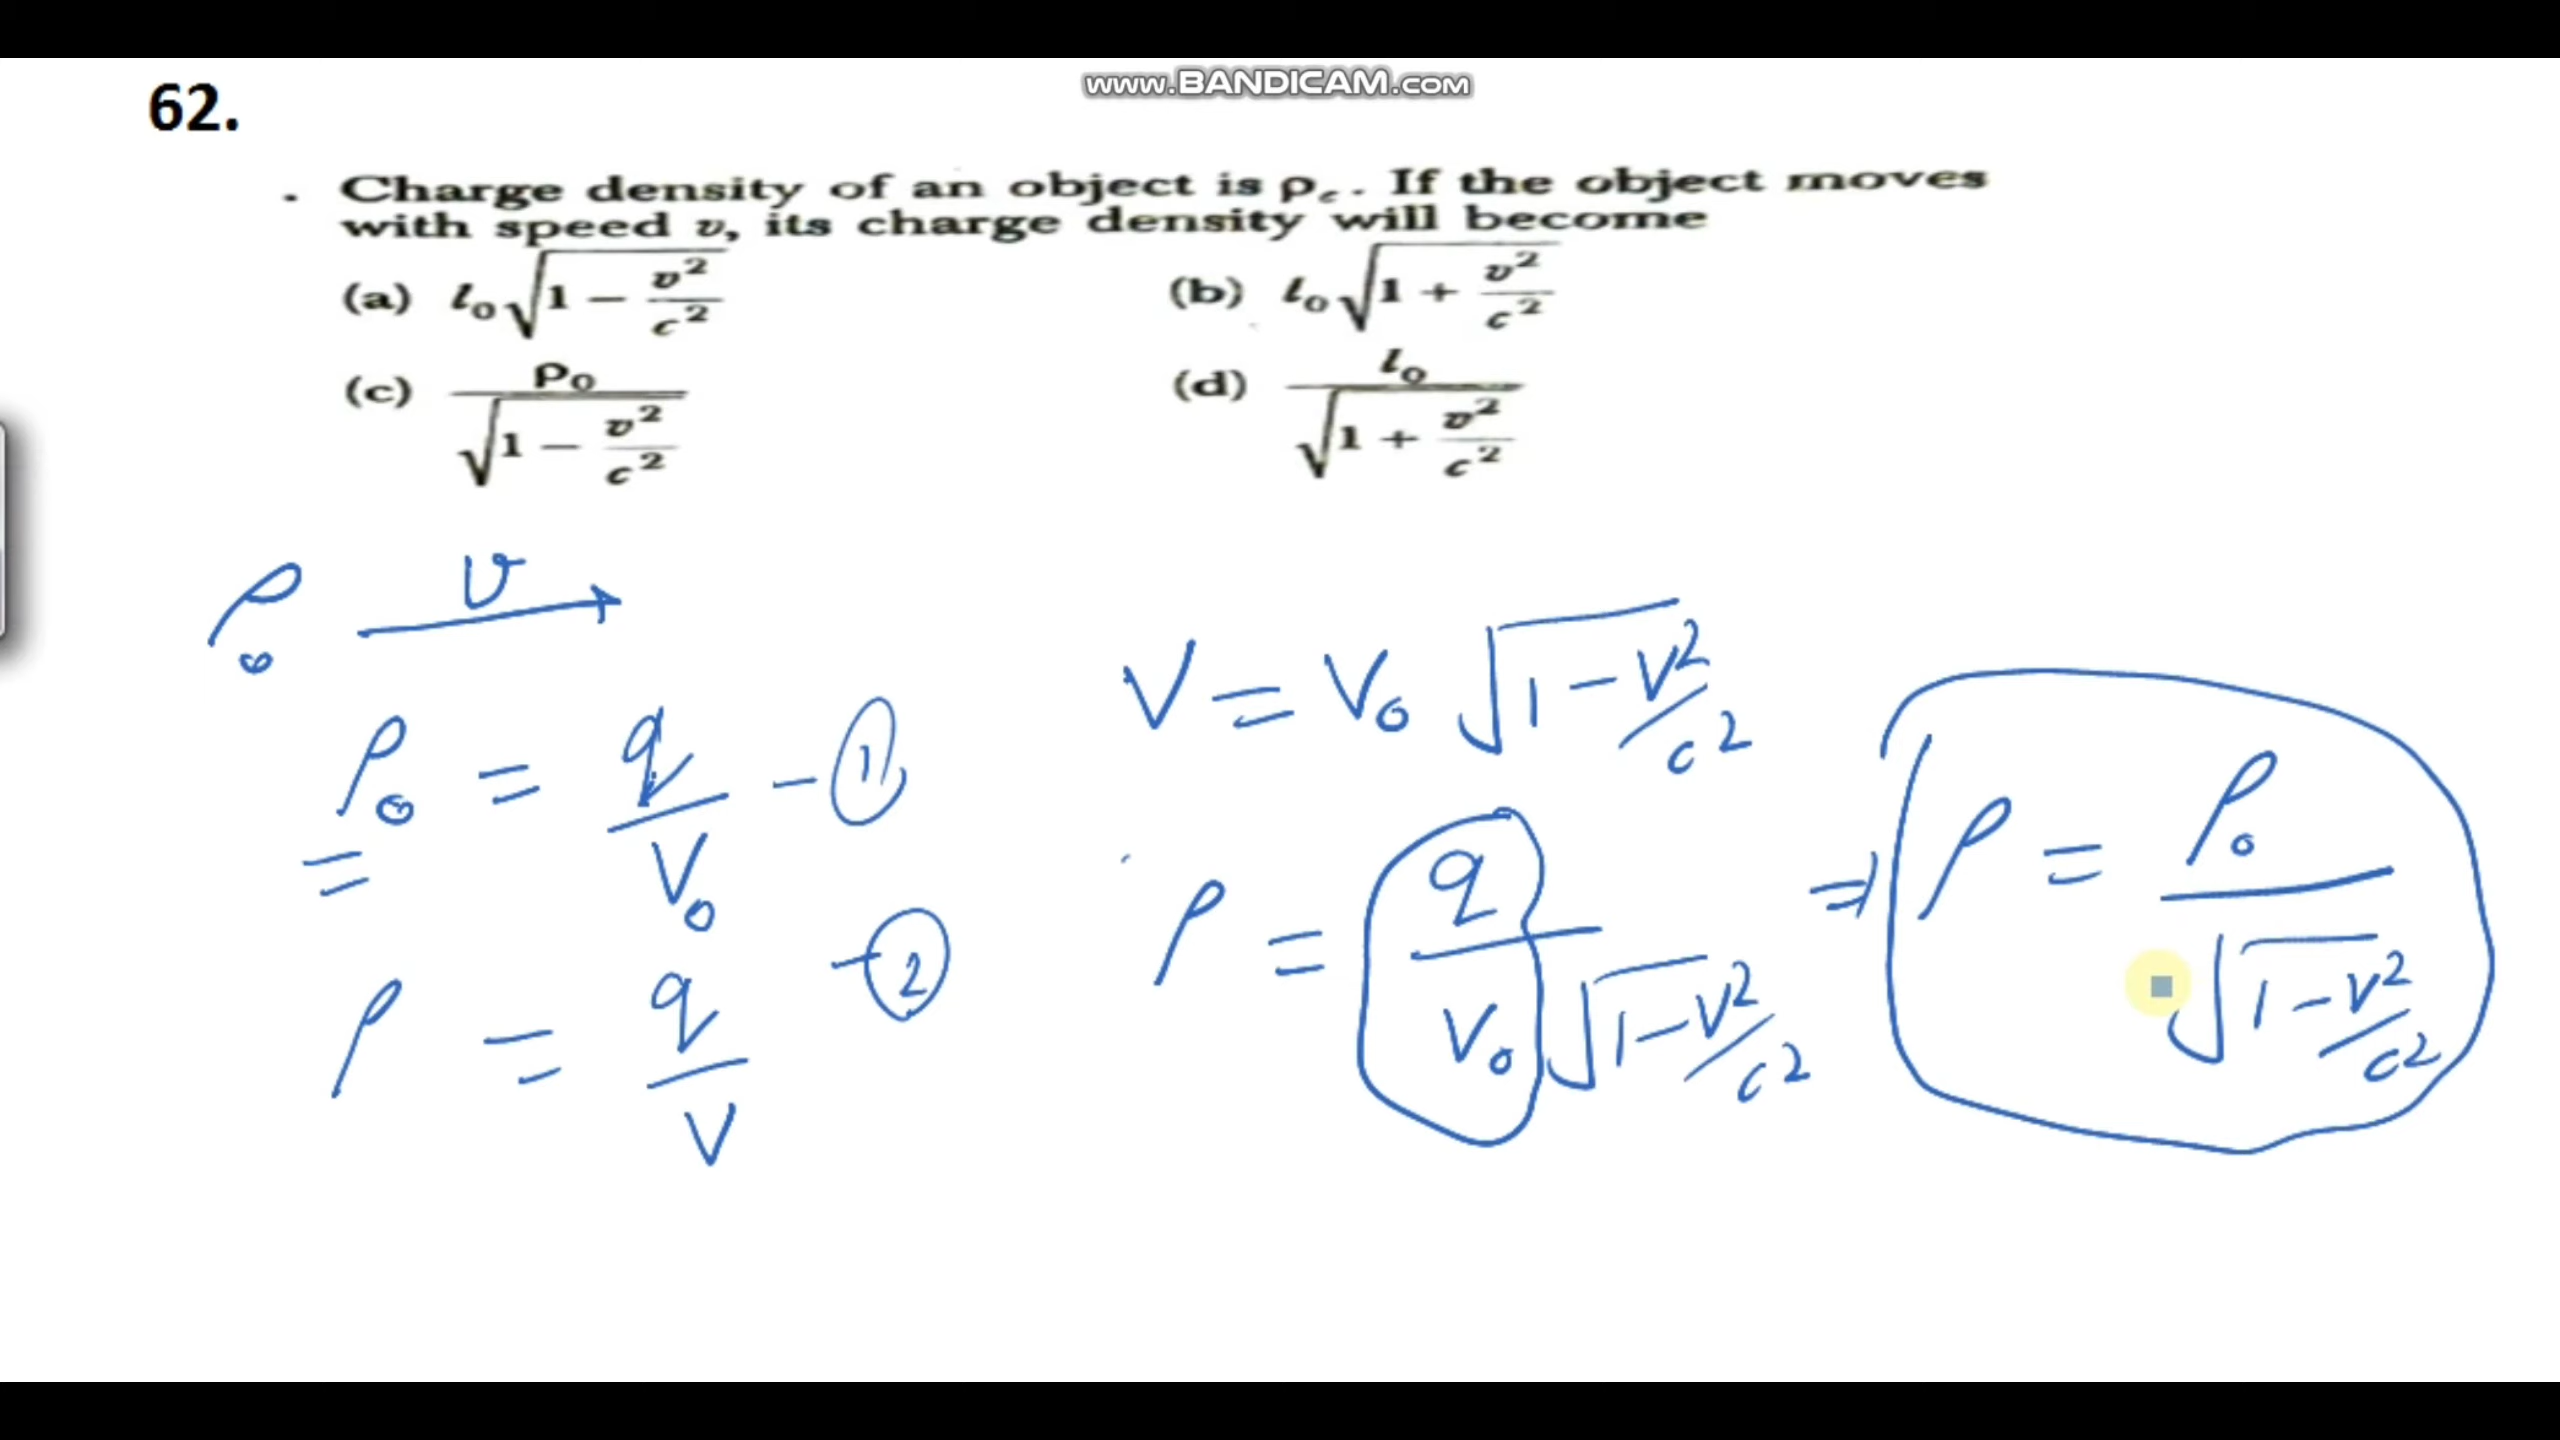 www.BANDICAM.com
62.
. Charge density of an object is ρc. If the object moves
with speed v, its charge density will become
(a) l₀√(1 − v²/c²) (b) l₀√(1 + v²/c²)
(c) ρ₀/√(1 − v²/c²) (d) l₀/√(1 + v²/c²)
ρ₀ v →
V = V₀ √(1 − V²/c²)
ρ₀ = q/V₀ − ①
=
ρ = q/V − ②
ρ = q/V₀ √(1 − V²/c²) ⇒ ρ = ρ₀/√(1 − V²/c²)